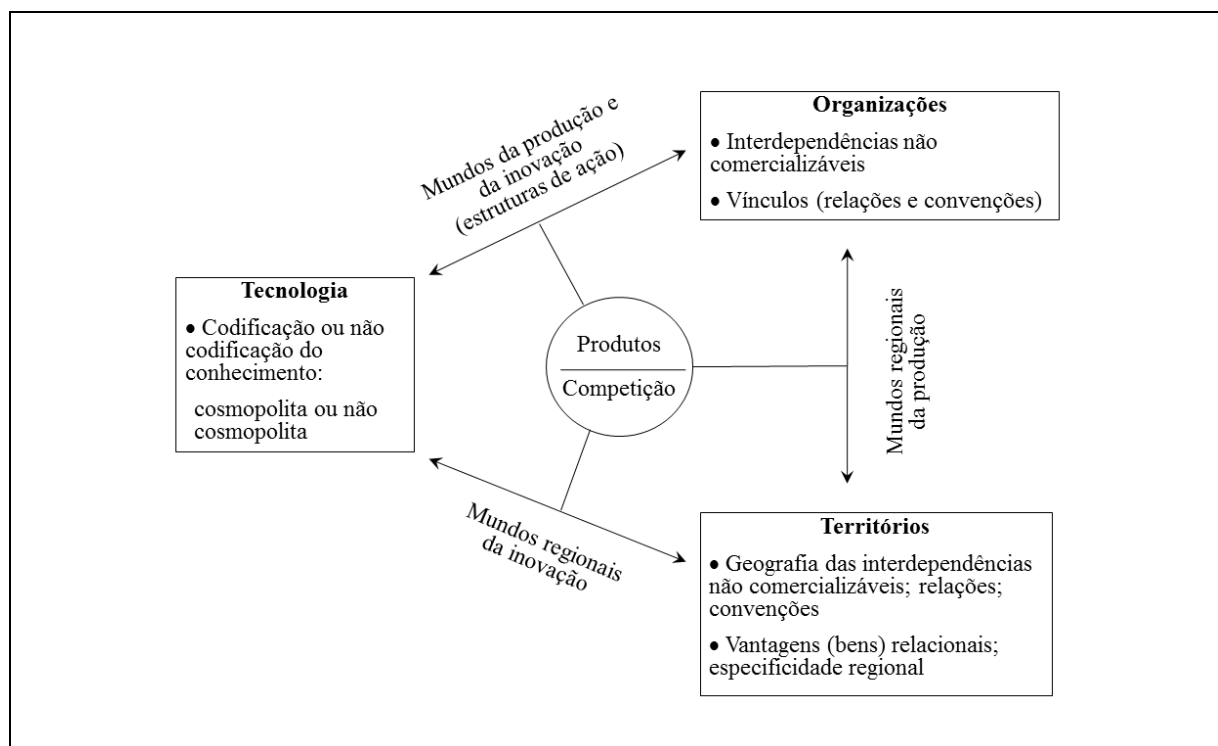 Mundos da produção e
da inovação
(estruturas de ação)
Organizações
● Interdependências não
comercializáveis
● Vínculos (relações e convenções)
Tecnologia
● Codificação ou não
codificação do
conhecimento:
cosmopolita ou não
cosmopolita
Produtos
Competição
Mundos regionais
da produção
Mundos regionais
da inovação
Territórios
● Geografia das interdependências
não comercializáveis; relações;
convenções
● Vantagens (bens) relacionais;
especificidade regional